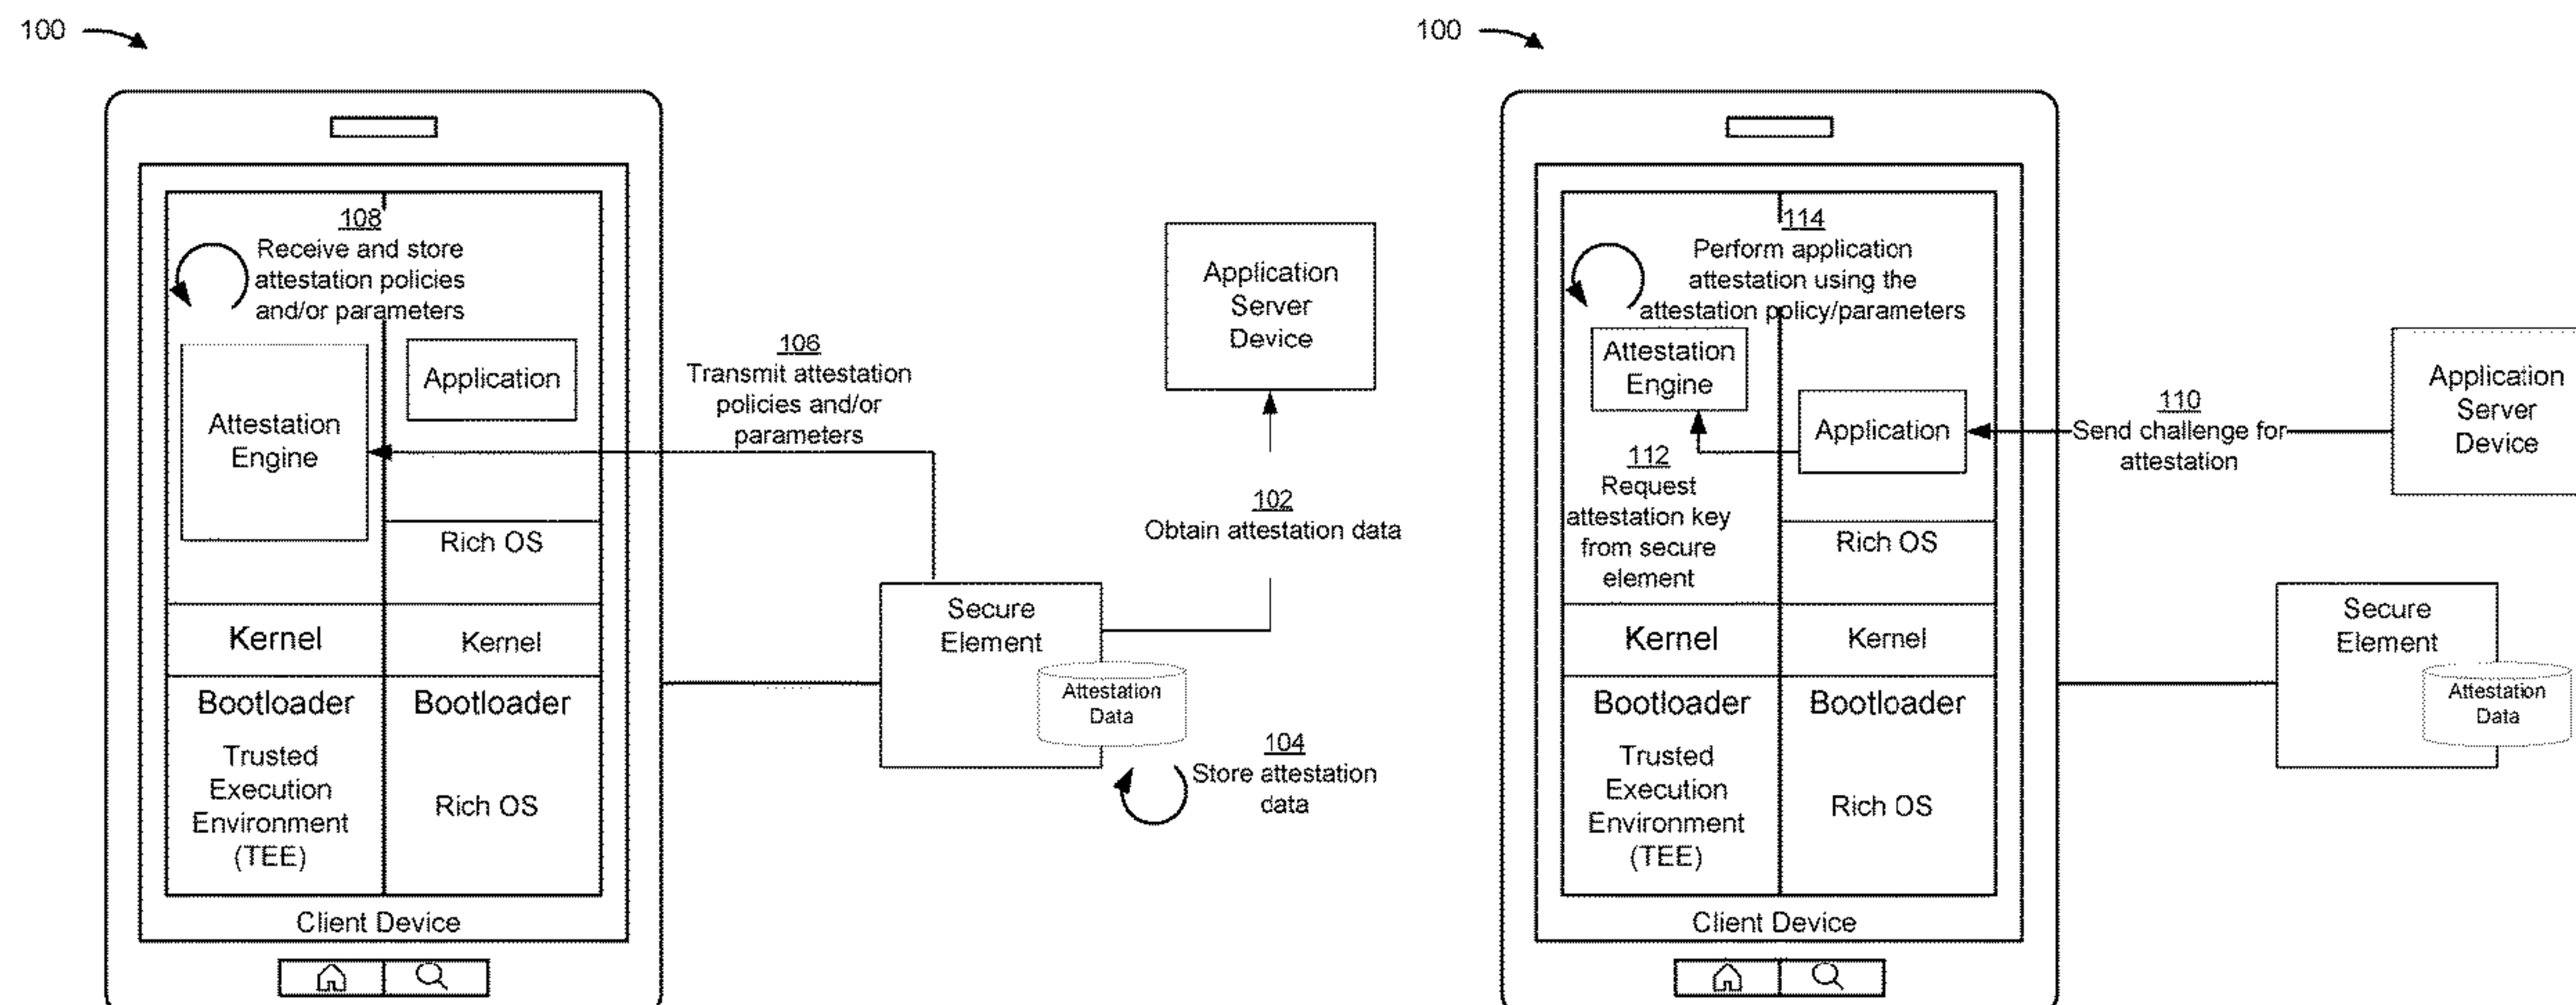 100
108
Receive and store
attestation policies
and/or parameters
Attestation
Engine
Application
Rich OS
Kernel
Kernel
Bootloader
Bootloader
Trusted
Execution
Environment
(TEE)
Rich OS
Client Device
106
Transmit attestation
policies and/or
parameters
Application
Server
Device
102
Obtain attestation data
Secure
Element
Attestation
Data
104
Store attestation
data
100
114
Perform application
attestation using the
attestation policy/parameters
Attestation
Engine
Application
112
Request
attestation key
from secure
element
Rich OS
Kernel
Kernel
Bootloader
Bootloader
Trusted
Execution
Environment
(TEE)
Rich OS
Client Device
110
Send challenge for
attestation
Application
Server
Device
Secure
Element
Attestation
Data